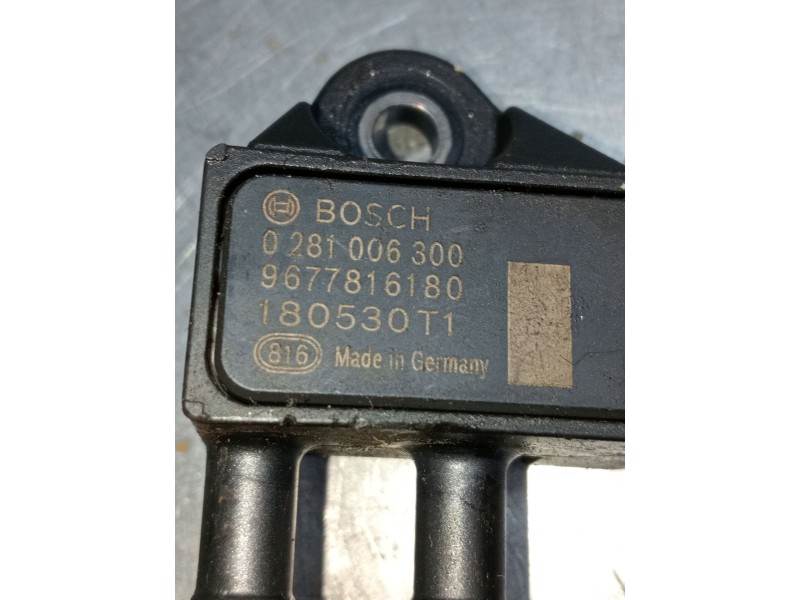 BOSCH
0 281 006 300
9677816180
180530T1
816 Made in Germany